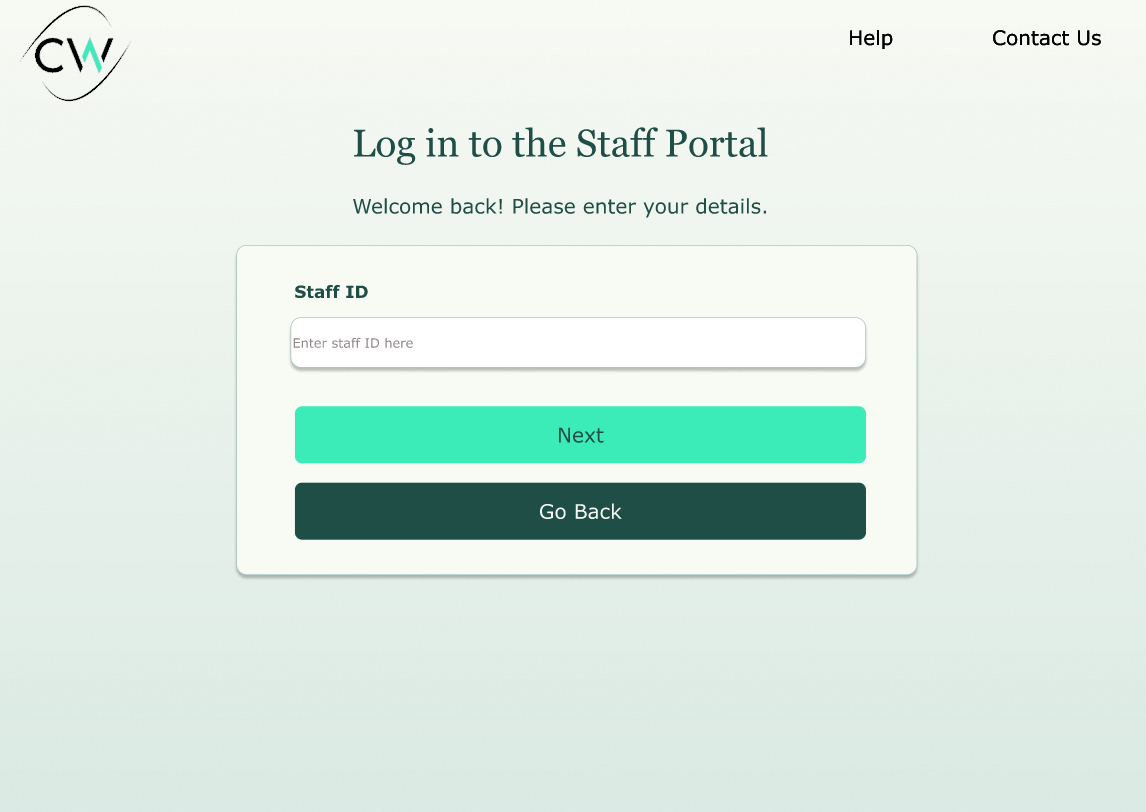 CW
Help
Contact Us
Log in to the Staff Portal
Welcome back! Please enter your details.
Staff ID
Enter staff ID here
Next
Go Back